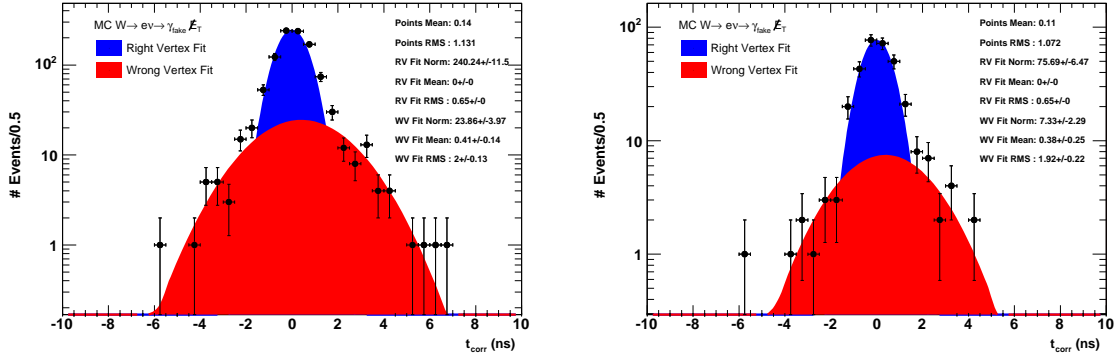 MC W→ eν→ γfake E̸T
Right Vertex Fit
Wrong Vertex Fit
Points Mean: 0.14
Points RMS : 1.131
RV Fit Norm: 240.24+/-11.5
RV Fit Mean: 0+/-0
RV Fit RMS : 0.65+/-0
WV Fit Norm: 23.86+/-3.97
WV Fit Mean: 0.41+/-0.14
WV Fit RMS : 2+/-0.13
# Events/0.5
10²
10
1
-10 -8 -6 -4 -2 0 2 4 6 8 10
tcorr (ns)
MC W→ eν→ γfake E̸T
Right Vertex Fit
Wrong Vertex Fit
Points Mean: 0.11
Points RMS : 1.072
RV Fit Norm: 75.69+/-6.47
RV Fit Mean: 0+/-0
RV Fit RMS : 0.65+/-0
WV Fit Norm: 7.33+/-2.29
WV Fit Mean: 0.38+/-0.25
WV Fit RMS : 1.92+/-0.22
# Events/0.5
10²
10
1
-10 -8 -6 -4 -2 0 2 4 6 8 10
tcorr (ns)